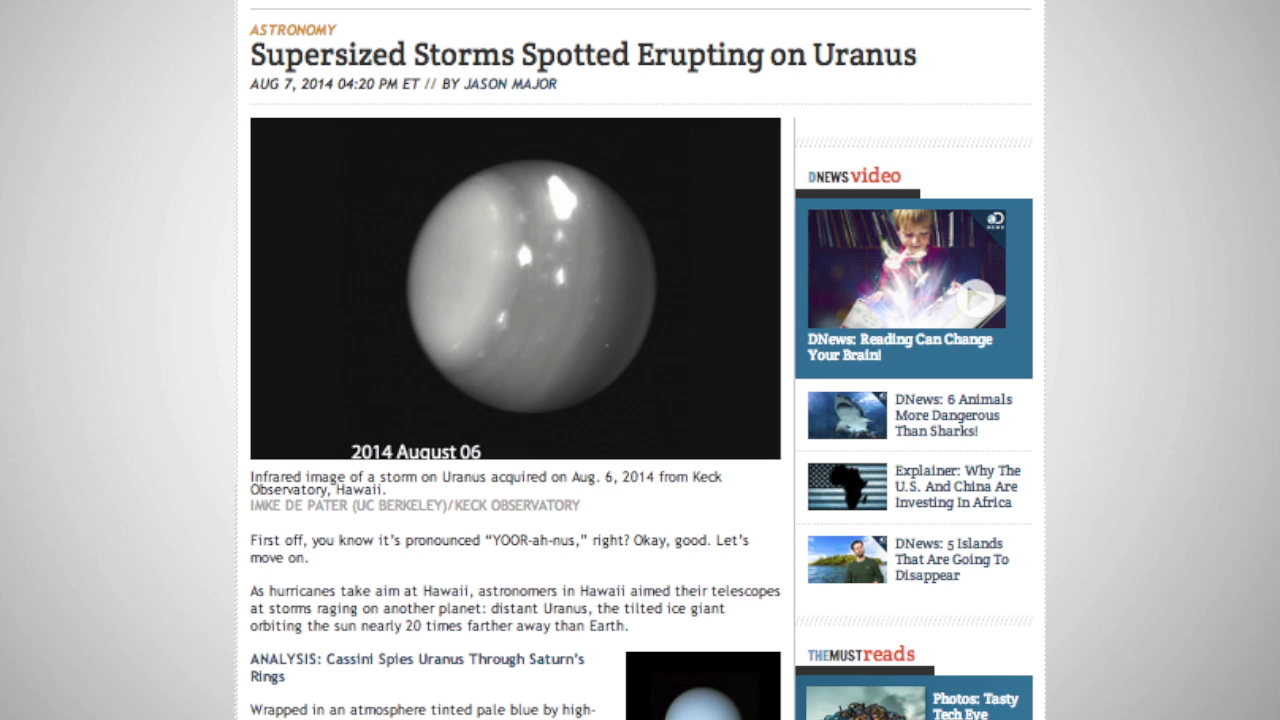 ASTRONOMY
Supersized Storms Spotted Erupting on Uranus
AUG 7, 2014 04:20 PM ET // BY JASON MAJOR
2014 August 06
Infrared image of a storm on Uranus acquired on Aug. 6, 2014 from Keck
Observatory, Hawaii.
IMKE DE PATER (UC BERKELEY)/KECK OBSERVATORY
First off, you know it's pronounced “YOOR-ah-nus,” right? Okay, good. Let's
move on.
As hurricanes take aim at Hawaii, astronomers in Hawaii aimed their telescopes
at storms raging on another planet: distant Uranus, the tilted ice giant
orbiting the sun nearly 20 times farther away than Earth.
ANALYSIS: Cassini Spies Uranus Through Saturn's
Rings
Wrapped in an atmosphere tinted pale blue by high-
DNEWS video
D
NEWS
DNews: Reading Can Change
Your Brain!
DNews: 6 Animals
More Dangerous
Than Sharks!
Explainer: Why The
U.S. And China Are
Investing In Africa
DNews: 5 Islands
That Are Going To
Disappear
THEMUSTreads
Photos: Tasty
Tech Eye